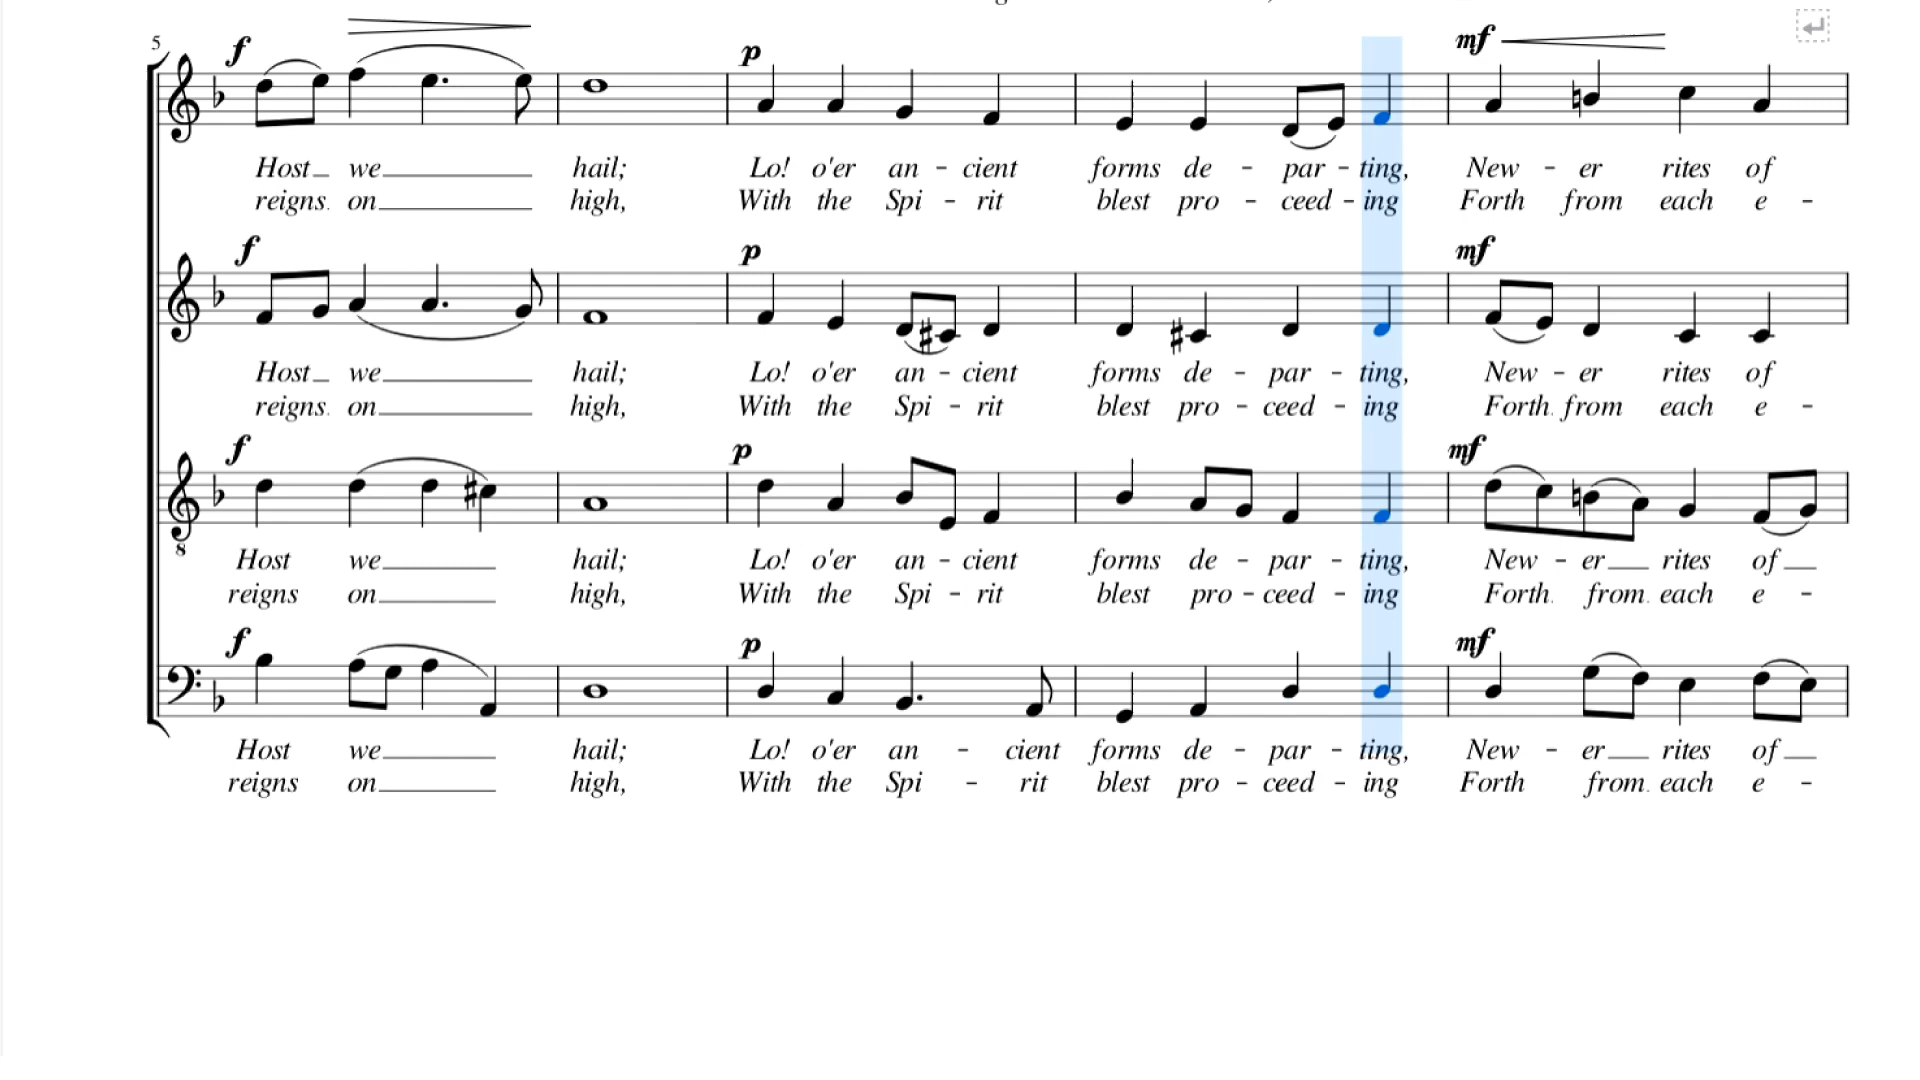 5
f p mf
Host_ we hail; Lo! o'er an - cient forms de - par - ting, New - er rites of
reigns on high, With the Spi - rit blest pro - ceed - ing Forth from each e -
f p mf
Host_ we hail; Lo! o'er an - cient forms de - par - ting, New - er rites of
reigns on high, With the Spi - rit blest pro - ceed - ing Forth from each e -
f p mf
8
Host we hail; Lo! o'er an - cient forms de - par - ting, New - er rites of
reigns on high, With the Spi - rit blest pro - ceed - ing Forth from each e -
f p mf
Host we hail; Lo! o'er an - cient forms de - par - ting, New - er rites of
reigns on high, With the Spi - rit blest pro - ceed - ing Forth from each e -